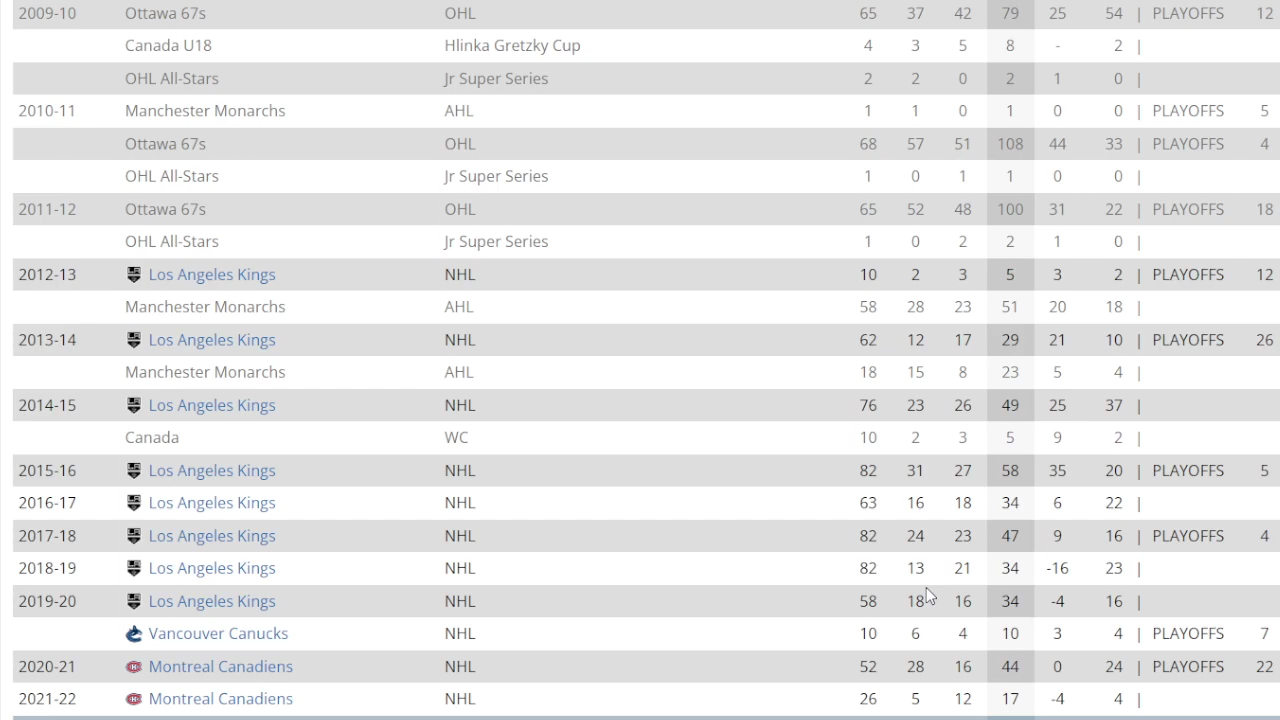 2009-10 Ottawa 67s OHL 65 37 42 79 25 54 | PLAYOFFS 12
Canada U18 Hlinka Gretzky Cup 4 3 5 8 - 2 |
OHL All-Stars Jr Super Series 2 2 0 2 1 0 |
2010-11 Manchester Monarchs AHL 1 1 0 1 0 0 | PLAYOFFS 5
Ottawa 67s OHL 68 57 51 108 44 33 | PLAYOFFS 4
OHL All-Stars Jr Super Series 1 0 1 1 0 0 |
2011-12 Ottawa 67s OHL 65 52 48 100 31 22 | PLAYOFFS 18
OHL All-Stars Jr Super Series 1 0 2 2 1 0 |
2012-13 Los Angeles Kings NHL 10 2 3 5 3 2 | PLAYOFFS 12
Manchester Monarchs AHL 58 28 23 51 20 18 |
2013-14 Los Angeles Kings NHL 62 12 17 29 21 10 | PLAYOFFS 26
Manchester Monarchs AHL 18 15 8 23 5 4 |
2014-15 Los Angeles Kings NHL 76 23 26 49 25 37 |
Canada WC 10 2 3 5 9 2 |
2015-16 Los Angeles Kings NHL 82 31 27 58 35 20 | PLAYOFFS 5
2016-17 Los Angeles Kings NHL 63 16 18 34 6 22 |
2017-18 Los Angeles Kings NHL 82 24 23 47 9 16 | PLAYOFFS 4
2018-19 Los Angeles Kings NHL 82 13 21 34 -16 23 |
2019-20 Los Angeles Kings NHL 58 18 16 34 -4 16 |
Vancouver Canucks NHL 10 6 4 10 3 4 | PLAYOFFS 7
2020-21 Montreal Canadiens NHL 52 28 16 44 0 24 | PLAYOFFS 22
2021-22 Montreal Canadiens NHL 26 5 12 17 -4 4 |